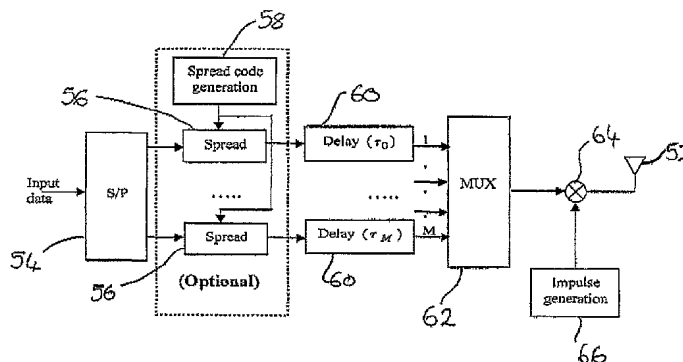 58
Spread code
generation
56
60
Spread
Delay (τ0)
1
64
52
Input
data
S/P
.....
.....
MUX
Spread
Delay (τM)
M
54
56
(Optional)
60
62
Impulse
generation
66